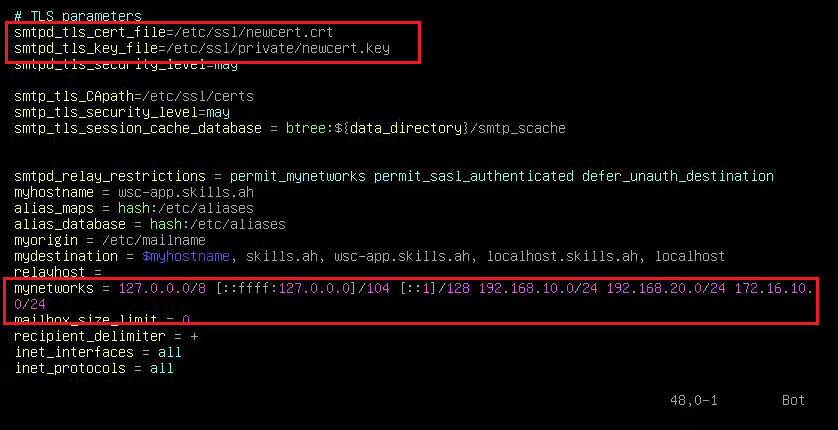 # TLS parameters
smtpd_tls_cert_file=/etc/ssl/newcert.crt
smtpd_tls_key_file=/etc/ssl/private/newcert.key
smtpd_tls_security_level=may
smtp_tls_CApath=/etc/ssl/certs
smtp_tls_security_level=may
smtp_tls_session_cache_database = btree:${data_directory}/smtp_scache
smtpd_relay_restrictions = permit_mynetworks permit_sasl_authenticated defer_unauth_destination
myhostname = wsc-app.skills.ah
alias_maps = hash:/etc/aliases
alias_database = hash:/etc/aliases
myorigin = /etc/mailname
mydestination = $myhostname, skills.ah, wsc-app.skills.ah, localhost.skills.ah, localhost
relayhost =
mynetworks = 127.0.0.0/8 [::ffff:127.0.0.0]/104 [::1]/128 192.168.10.0/24 192.168.20.0/24 172.16.10.
0/24
mailbox_size_limit = 0
recipient_delimiter = +
inet_interfaces = all
inet_protocols = all
48,0-1 Bot